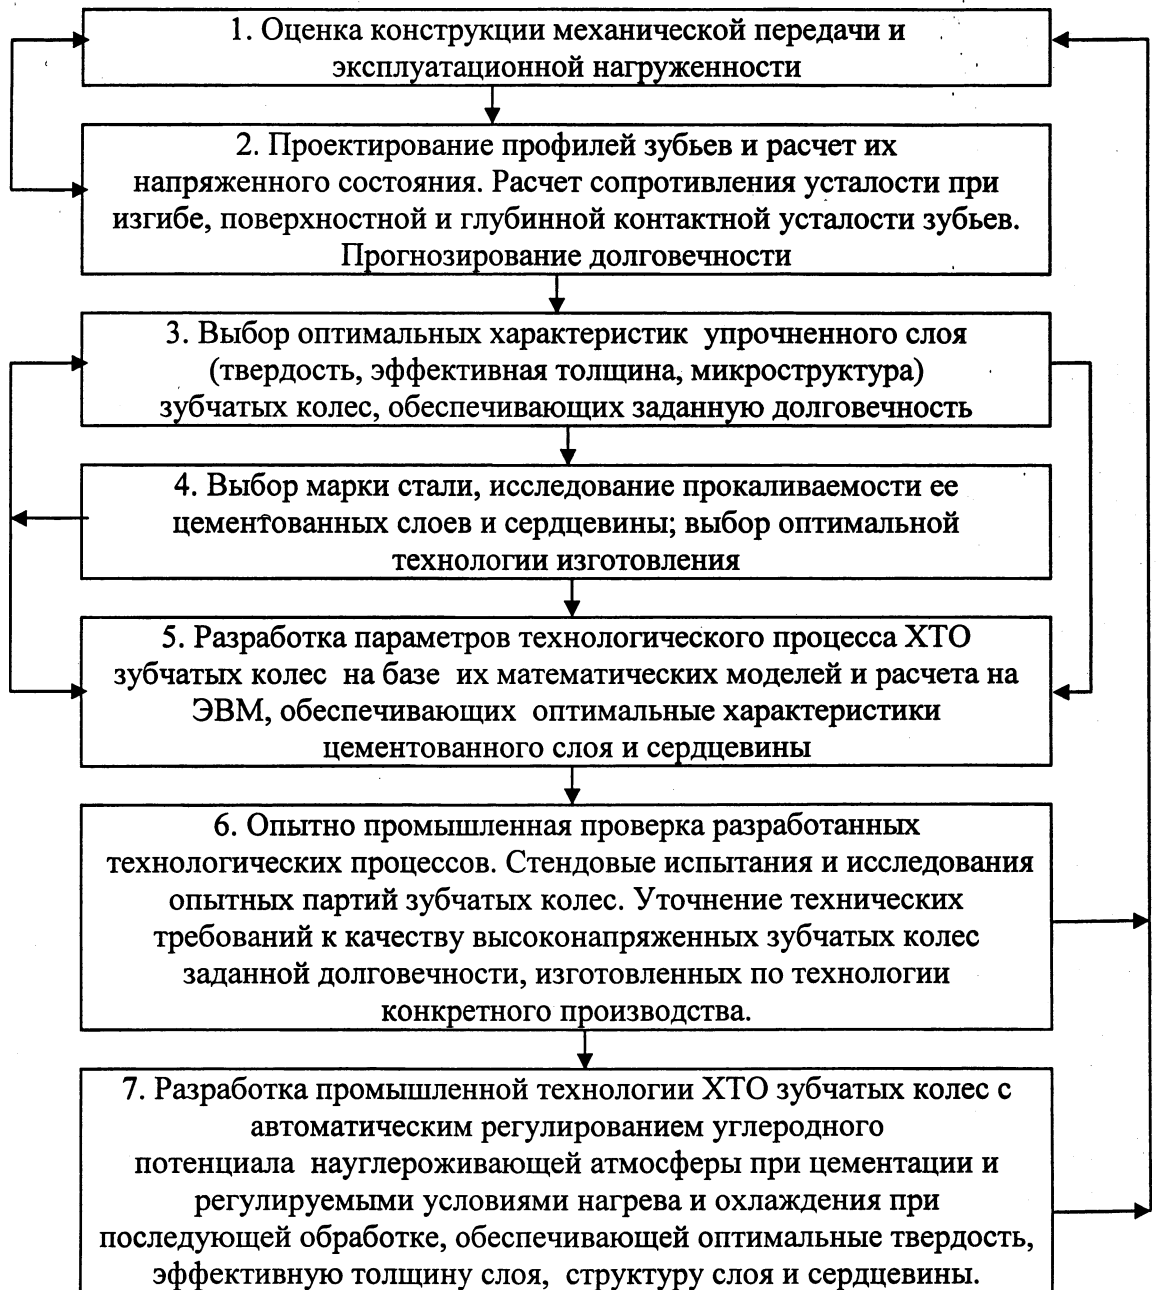 1. Оценка конструкции механической передачи и
эксплуатационной нагруженности
2. Проектирование профилей зубьев и расчет их
напряженного состояния. Расчет сопротивления усталости при
изгибе, поверхностной и глубинной контактной усталости зубьев.
Прогнозирование долговечности
3. Выбор оптимальных характеристик упрочненного слоя
(твердость, эффективная толщина, микроструктура)
зубчатых колес, обеспечивающих заданную долговечность
4. Выбор марки стали, исследование прокаливаемости ее
цементованных слоев и сердцевины; выбор оптимальной
технологии изготовления
5. Разработка параметров технологического процесса ХТО
зубчатых колес на базе их математических моделей и расчета на
ЭВМ, обеспечивающих оптимальные характеристики
цементованного слоя и сердцевины
6. Опытно промышленная проверка разработанных
технологических процессов. Стендовые испытания и исследования
опытных партий зубчатых колес. Уточнение технических
требований к качеству высоконапряженных зубчатых колес
заданной долговечности, изготовленных по технологии
конкретного производства.
7. Разработка промышленной технологии ХТО зубчатых колес с
автоматическим регулированием углеродного
потенциала науглероживающей атмосферы при цементации и
регулируемыми условиями нагрева и охлаждения при
последующей обработке, обеспечивающей оптимальные твердость,
эффективную толщину слоя, структуру слоя и сердцевины.